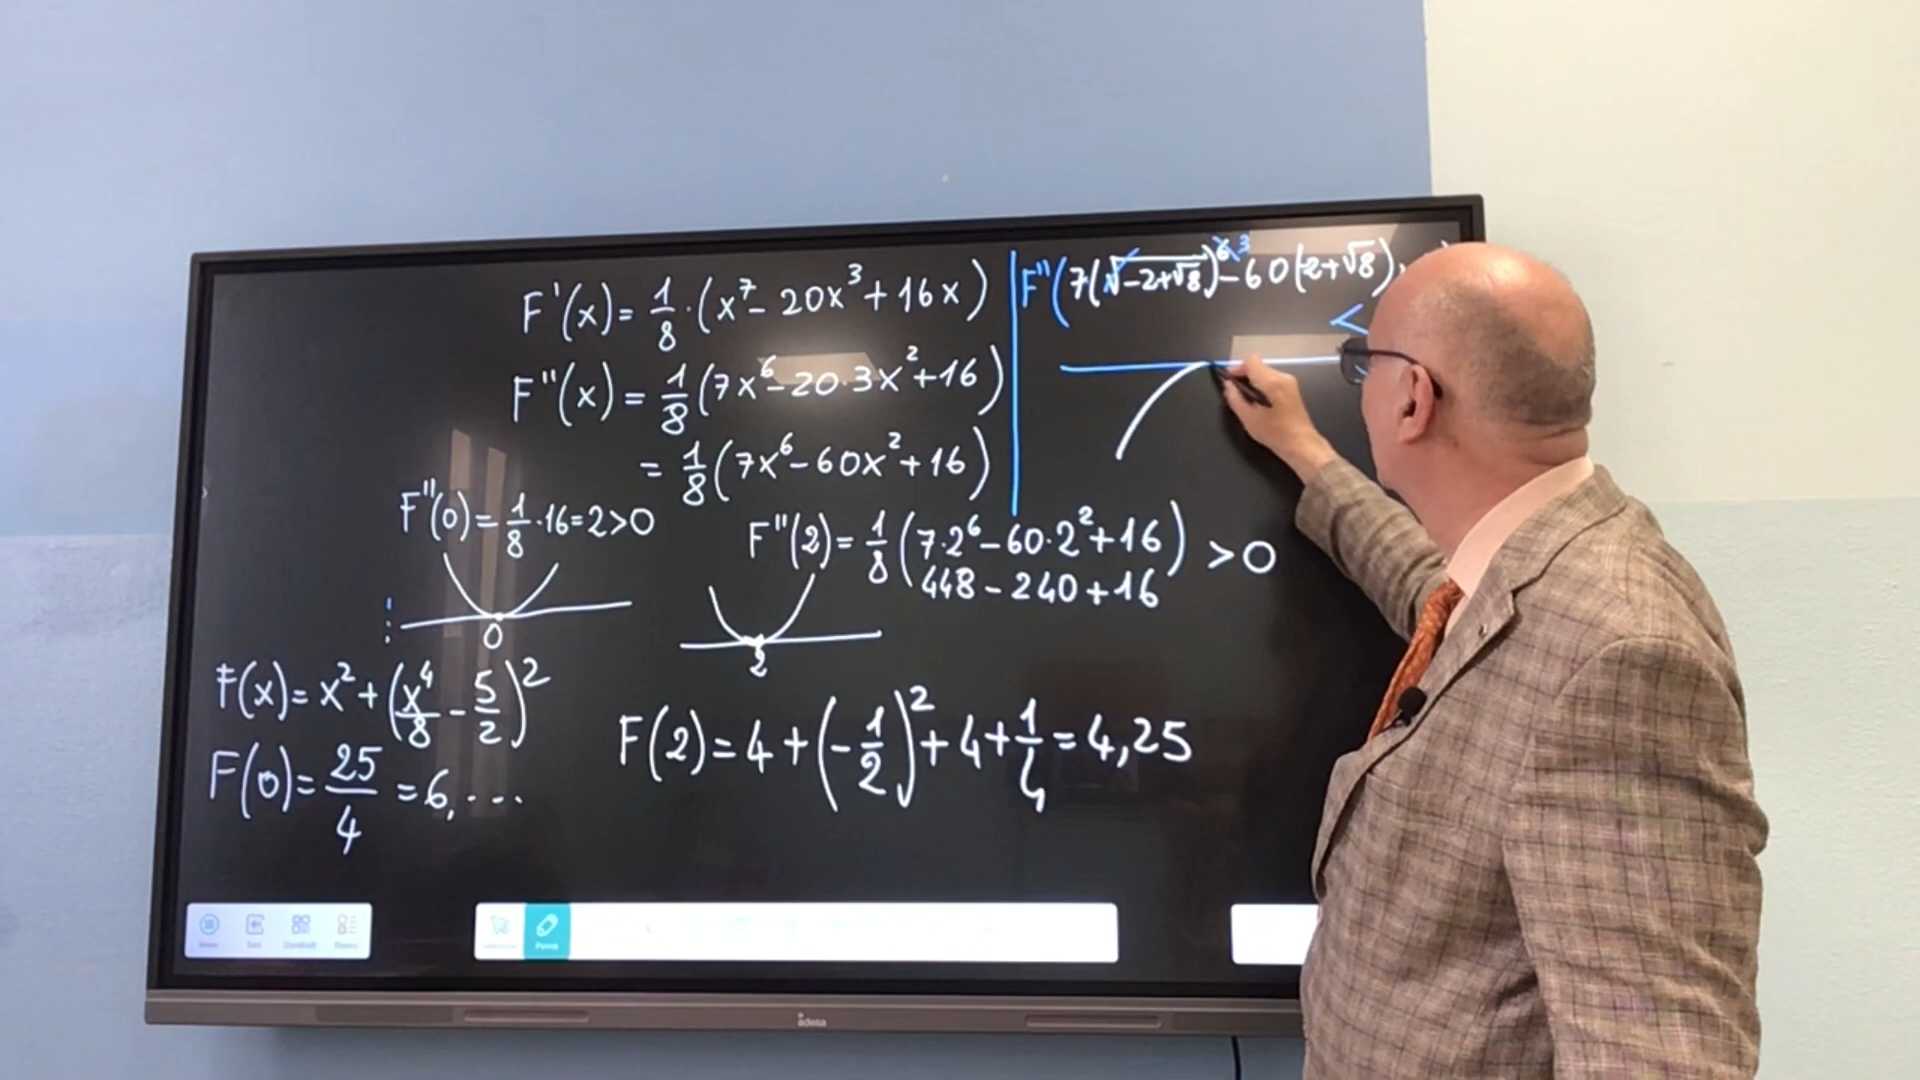 F'(x) = 1/8 · (x⁷ - 20x³ + 16x)
F''(x) = 1/8 (7x⁶ - 20·3x² + 16)
= 1/8 (7x⁶ - 60x² + 16)
F''(0) = 1/8 · 16 = 2 > 0
0
F''(2) = 1/8 (7·2⁶ - 60·2² + 16) > 0
448 - 240 + 16
2
F(x) = x² + (x⁴/8 - 5/2)²
F(0) = 25/4 = 6, ...
F(2) = 4 + (-1/2)² + 4 + 1/4 = 4,25
F''(7(√-2+√8)⁶ ³ - 60(-2+√8)
<
Penna